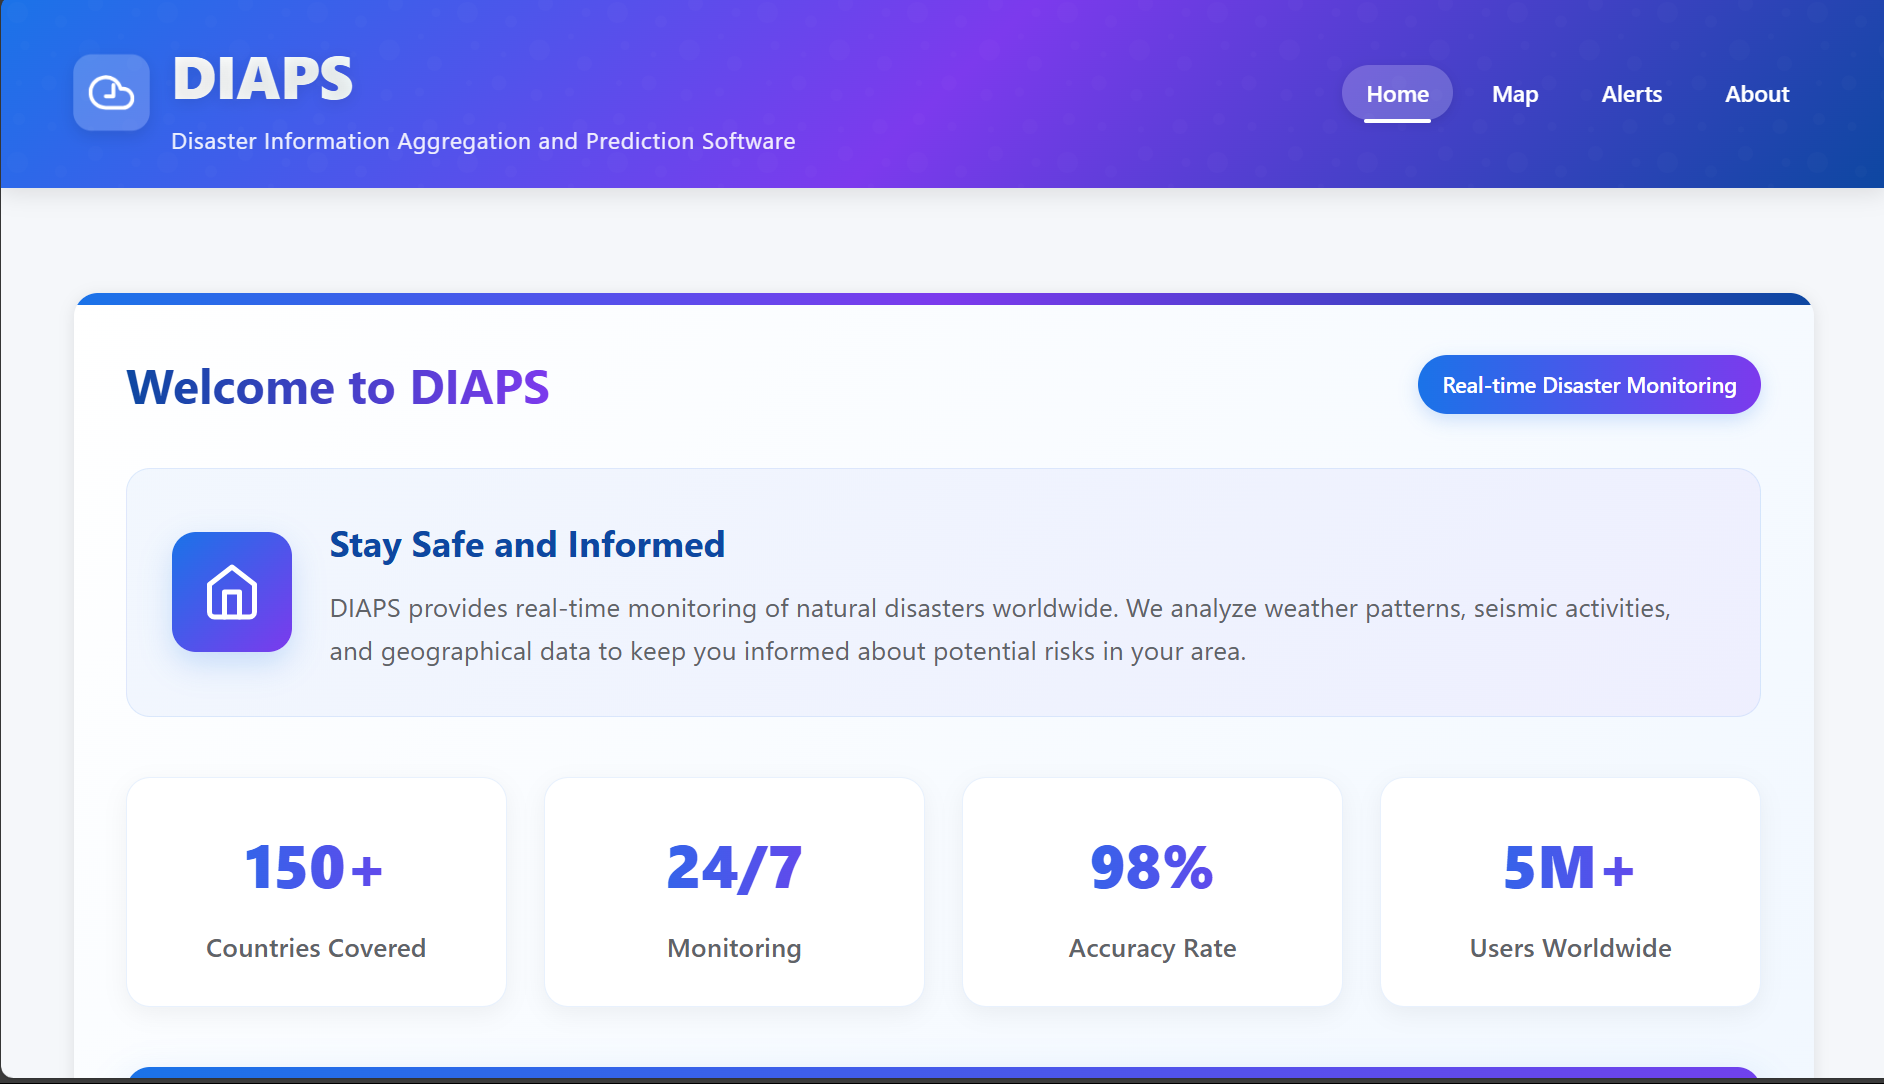 DIAPS
Disaster Information Aggregation and Prediction Software
Home
Map
Alerts
About
Welcome to DIAPS
Real-time Disaster Monitoring
Stay Safe and Informed
DIAPS provides real-time monitoring of natural disasters worldwide. We analyze weather patterns, seismic activities,
and geographical data to keep you informed about potential risks in your area.
150+
Countries Covered
24/7
Monitoring
98%
Accuracy Rate
5M+
Users Worldwide